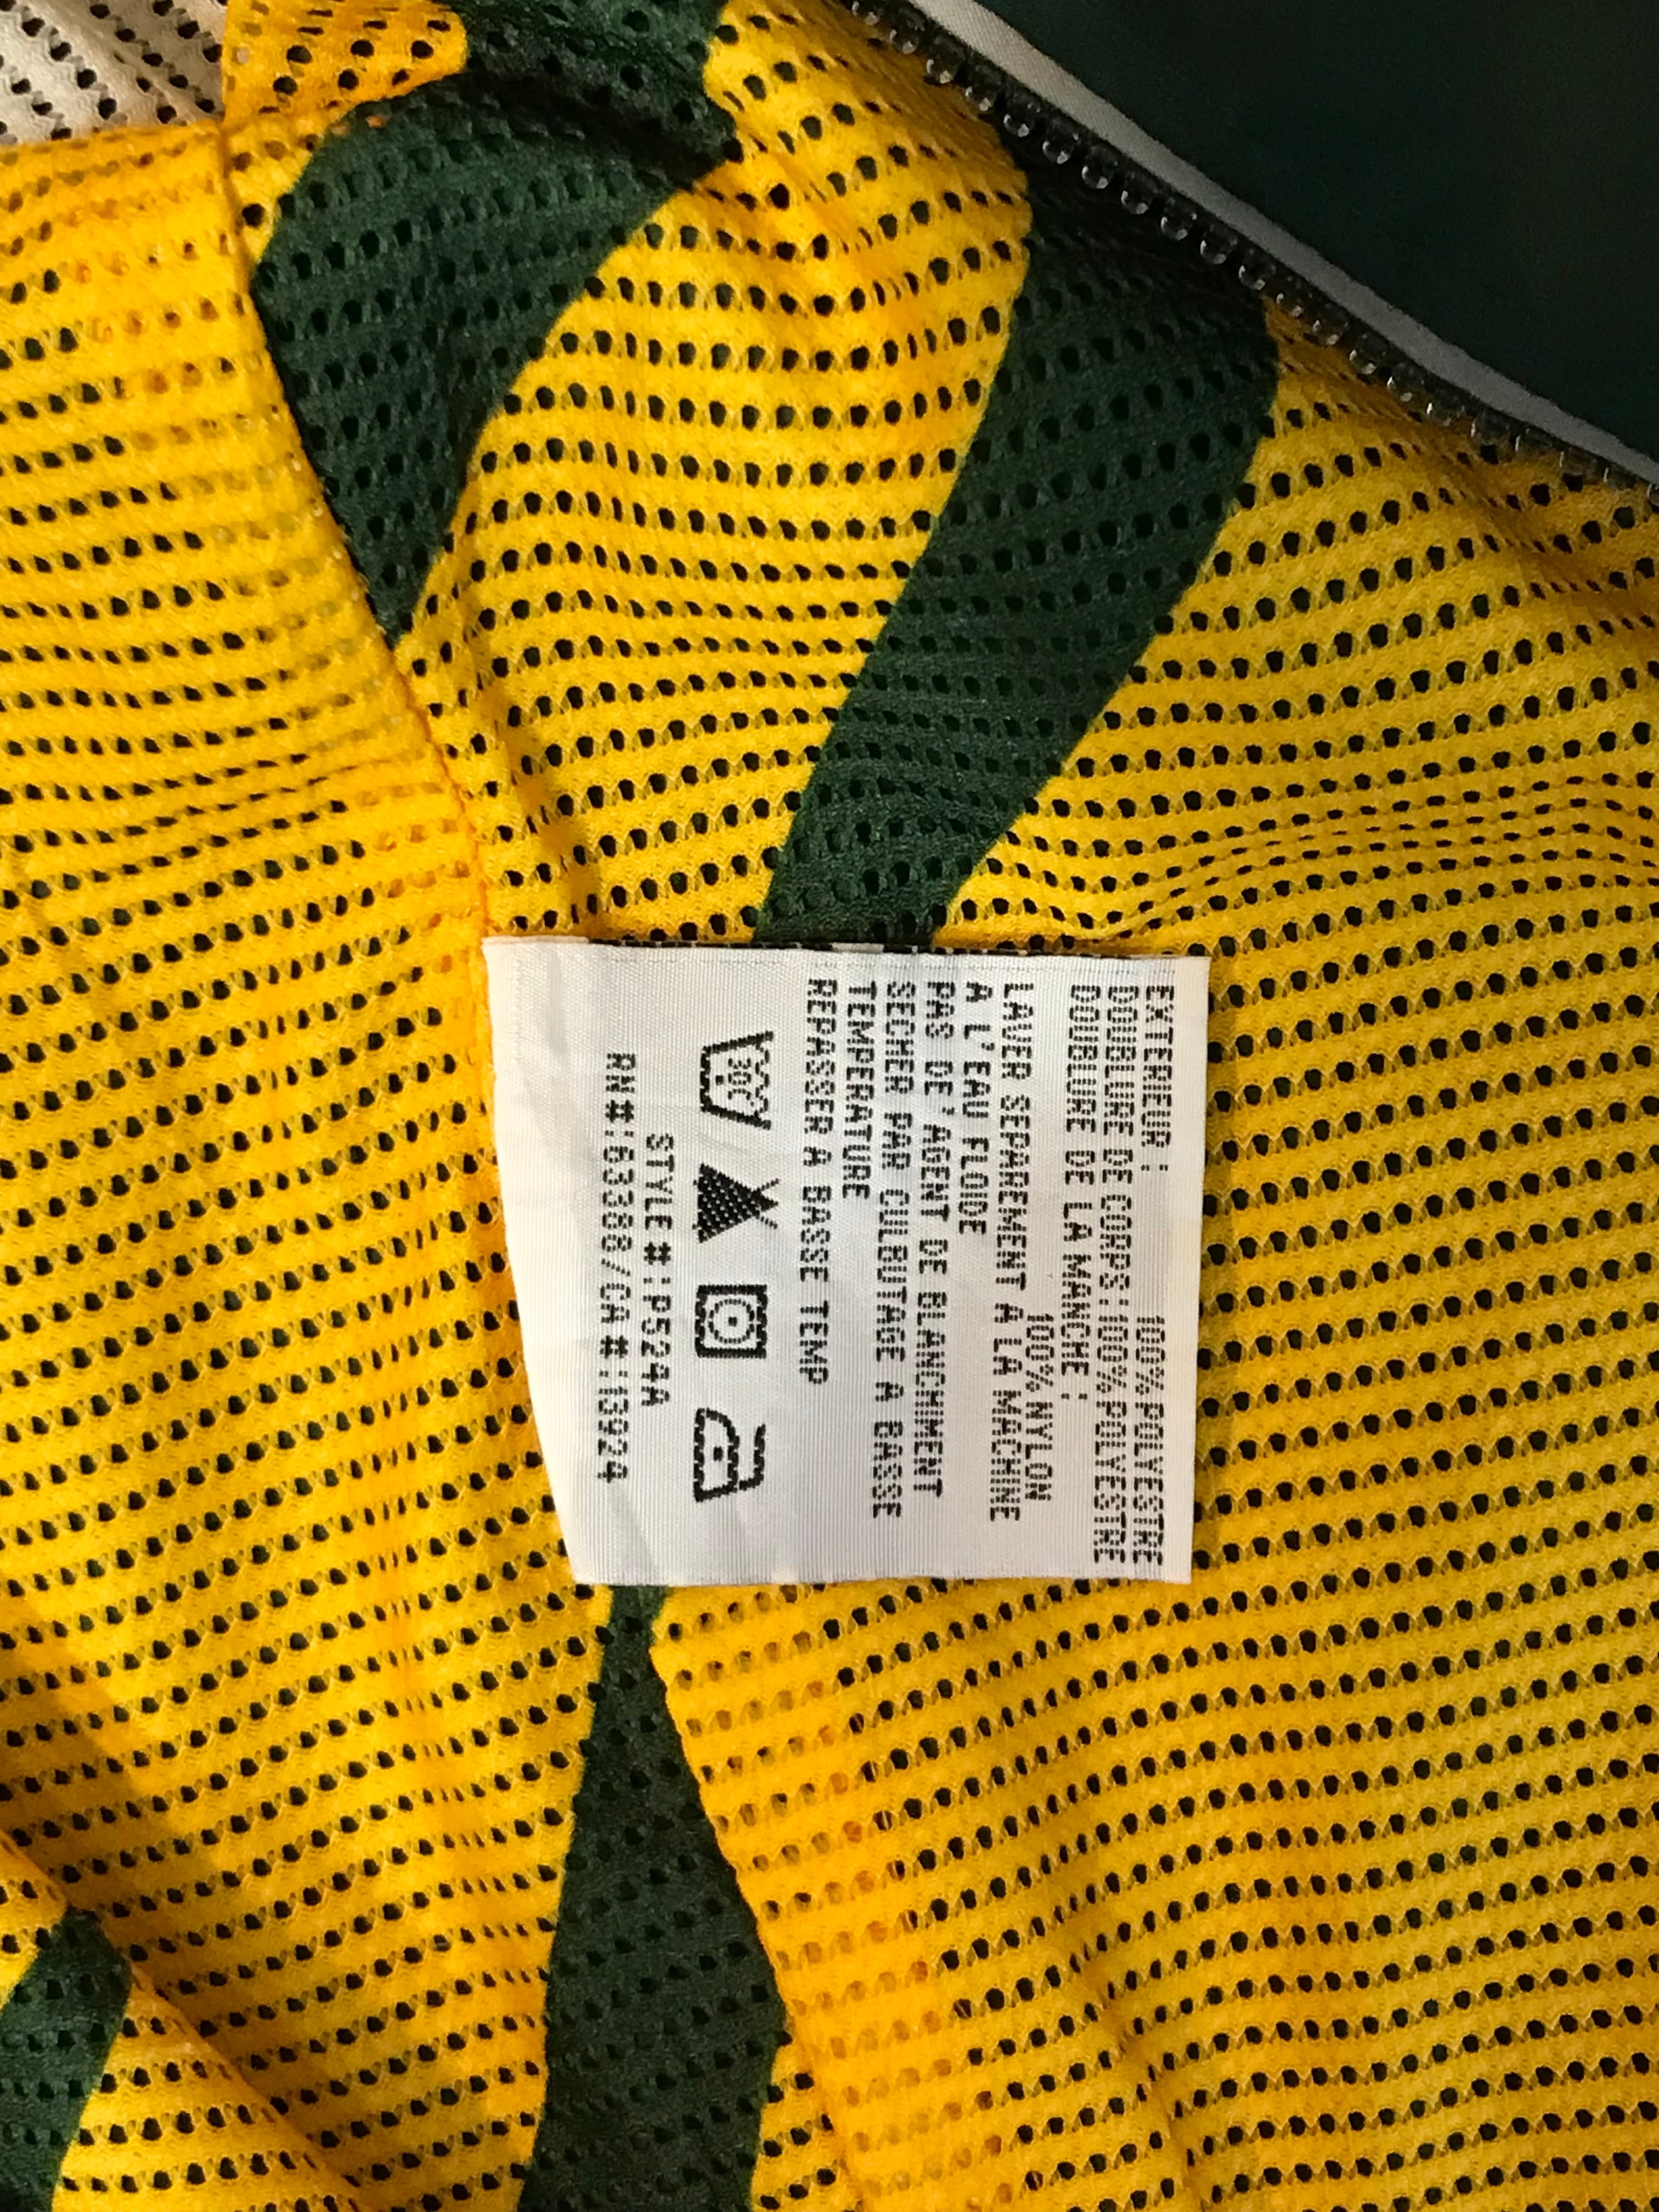 EXTERIEUR : 100% POLYESTRE
DOUBLURE DE CORPS:100% POLYESTRE
DOUBLURE DE LA MANCHE :
100% NYLON
LAVER SEPAREMENT A LA MACHINE
A L'EAU FLOIDE
PAS DE' AGENT DE BLANCHIMENT
SECHER PAR CULBUTAGE A BASSE
TEMPERATURE
REPASSER A BASSE TEMP
30°
STYLE #:P524A
RN#:63388/CA#:13924